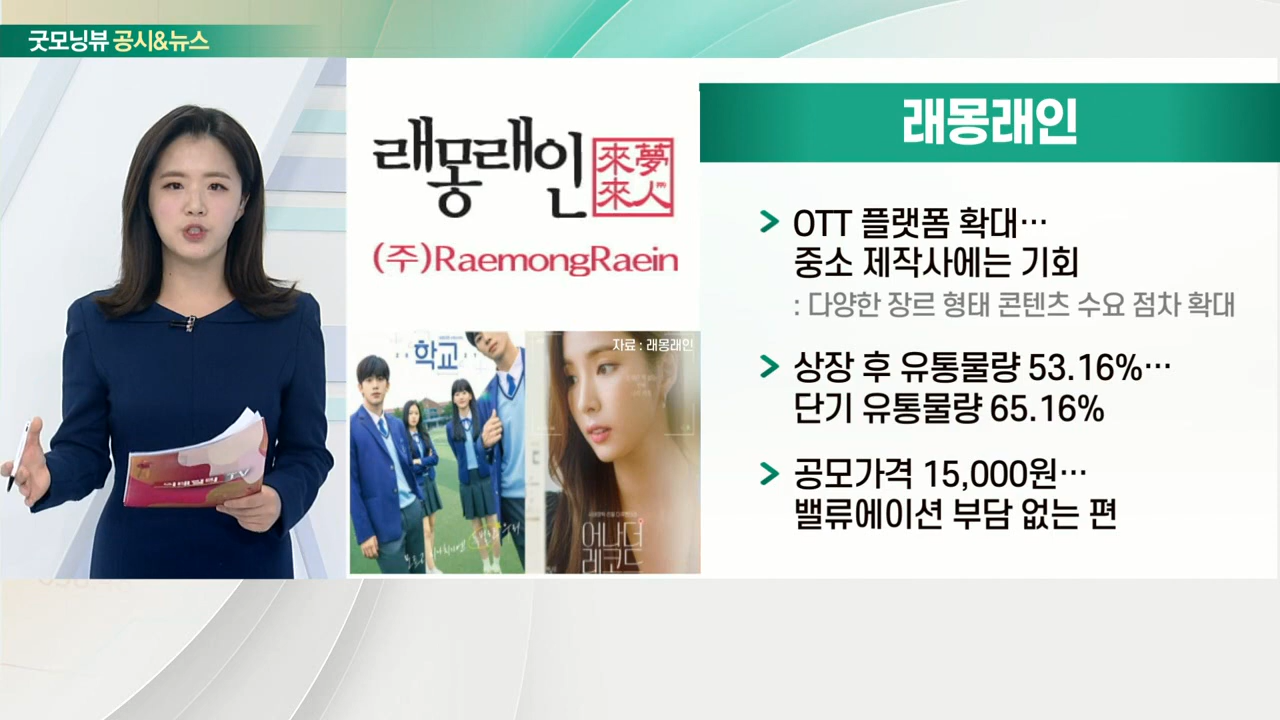 굿모닝뷰 공시&뉴스
래몽래인
來夢
來人
(주)RaemongRaein
자료 : 래몽래인
학교
어나더
레코드
래몽래인
OTT 플랫폼 확대…
중소 제작사에는 기회
: 다양한 장르 형태 콘텐츠 수요 점차 확대
상장 후 유통물량 53.16%…
단기 유통물량 65.16%
공모가격 15,000원…
밸류에이션 부담 없는 편